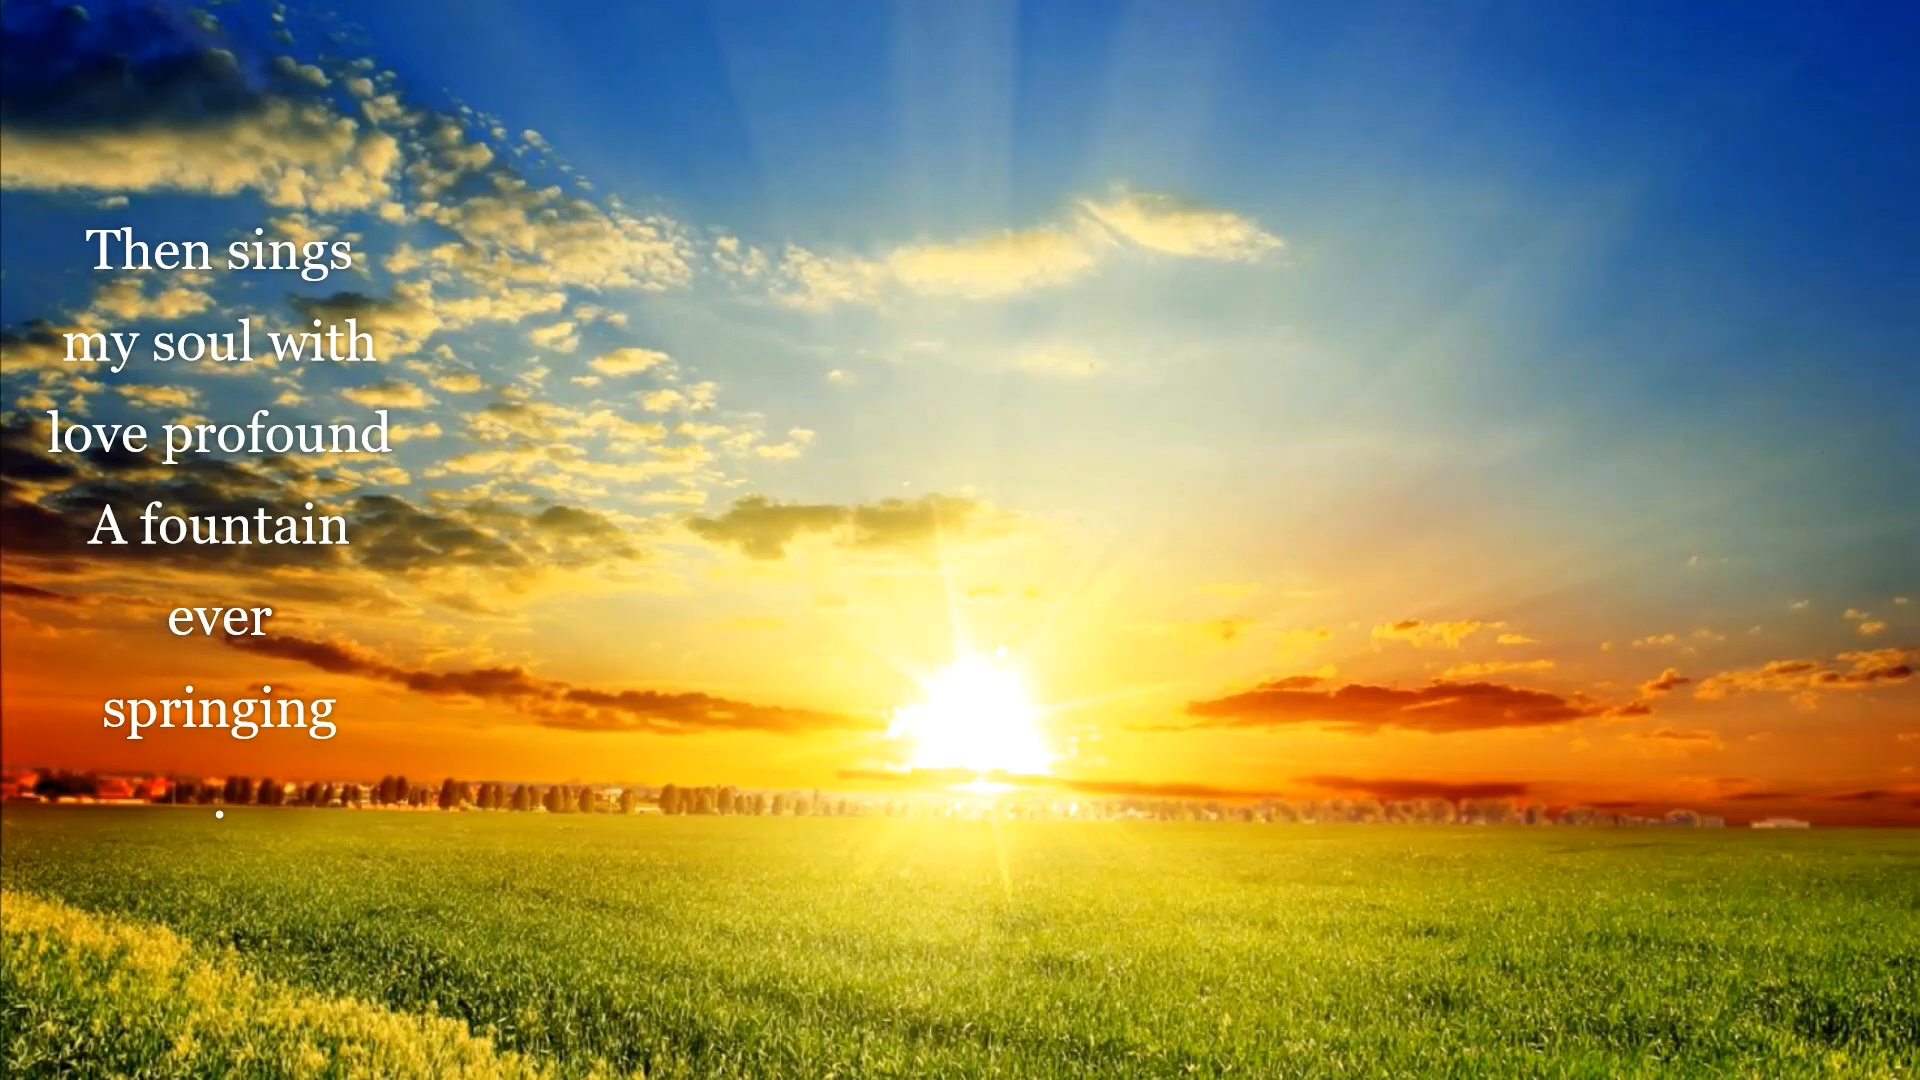 Then sings
my soul with
love profound
A fountain
ever
springing
.